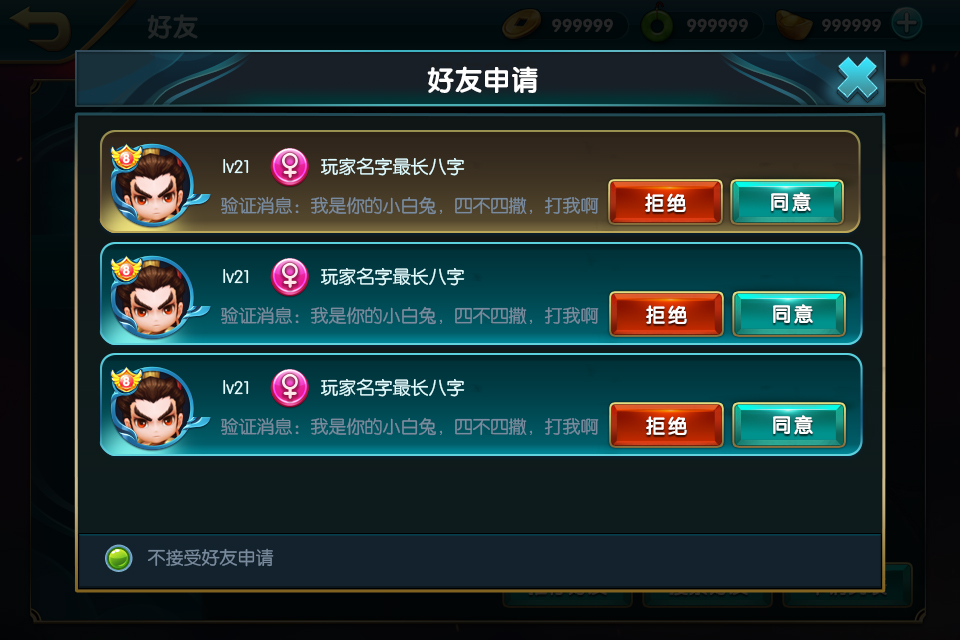 好友
999999
999999
999999
好友申请
8
lv21
玩家名字最长八字
验证消息：我是你的小白兔，四不四撒，打我啊
拒绝
同意
8
lv21
玩家名字最长八字
验证消息：我是你的小白兔，四不四撒，打我啊
拒绝
同意
8
lv21
玩家名字最长八字
验证消息：我是你的小白兔，四不四撒，打我啊
拒绝
同意
不接受好友申请